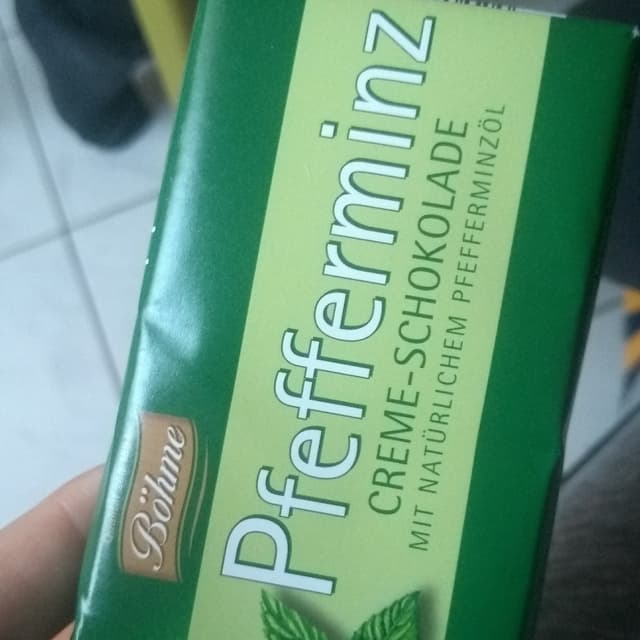 Böhme
Pfefferminz
CREME-SCHOKOLADE
MIT NATÜRLICHEM PFEFFERMINZÖL